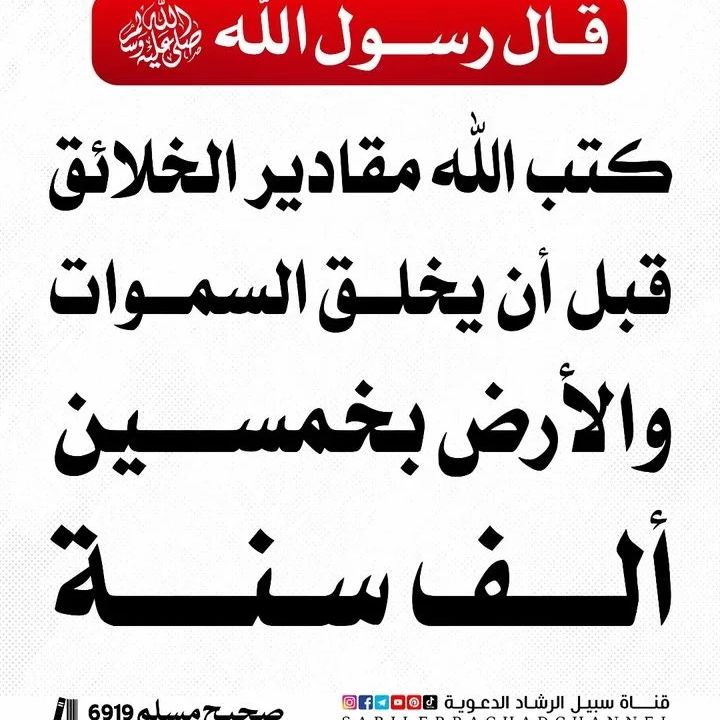 قال رسول الله صلى الله عليه وسلم
كتب الله مقادير الخلائق
قبل أن يخلق السموات
والأرض بخمسين
ألف سنة
قناة سبيل الرشاد الدعوية
SABILERRACHADCHANNEL
صحيح مسلم 6919